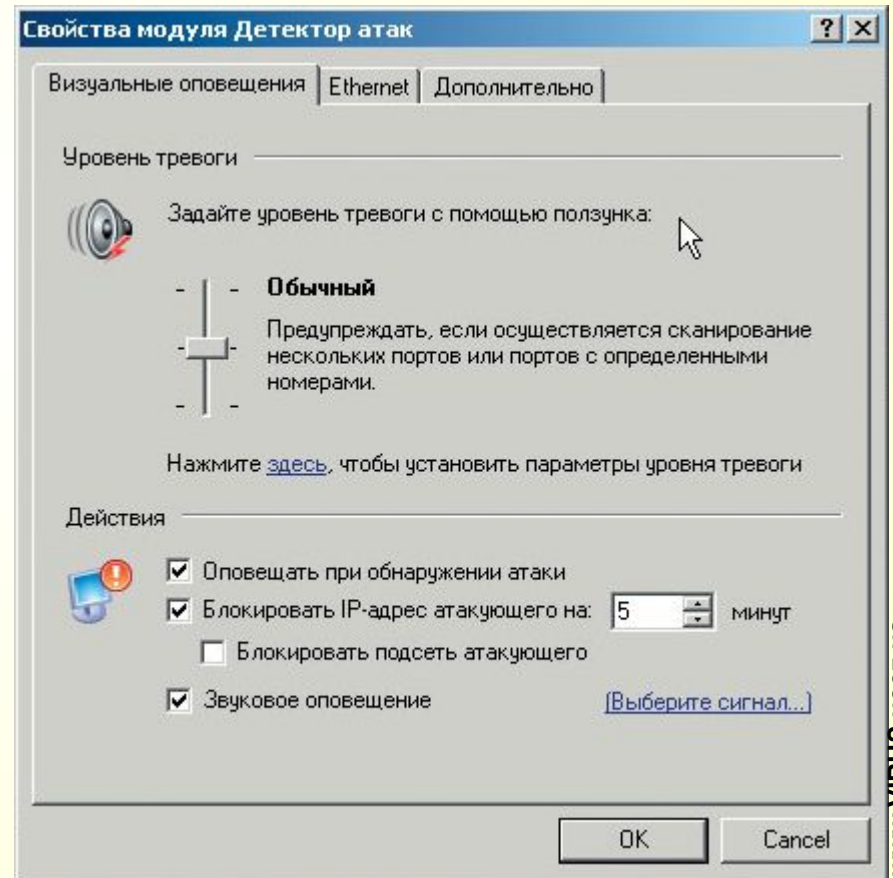 Свойства модуля Детектор атак
Визуальные оповещения Ethernet Дополнительно
Уровень тревоги
Задайте уровень тревоги с помощью ползунка:
Обычный
Предупреждать, если осуществляется сканирование
нескольких портов или портов с определенными
номерами.
Нажмите здесь, чтобы установить параметры уровня тревоги
Действия
Оповещать при обнаружении атаки
Блокировать IP-адрес атакующего на: 5 минут
Блокировать подсеть атакующего
Звуковое оповещение (Выберите сигнал...)
OK Cancel